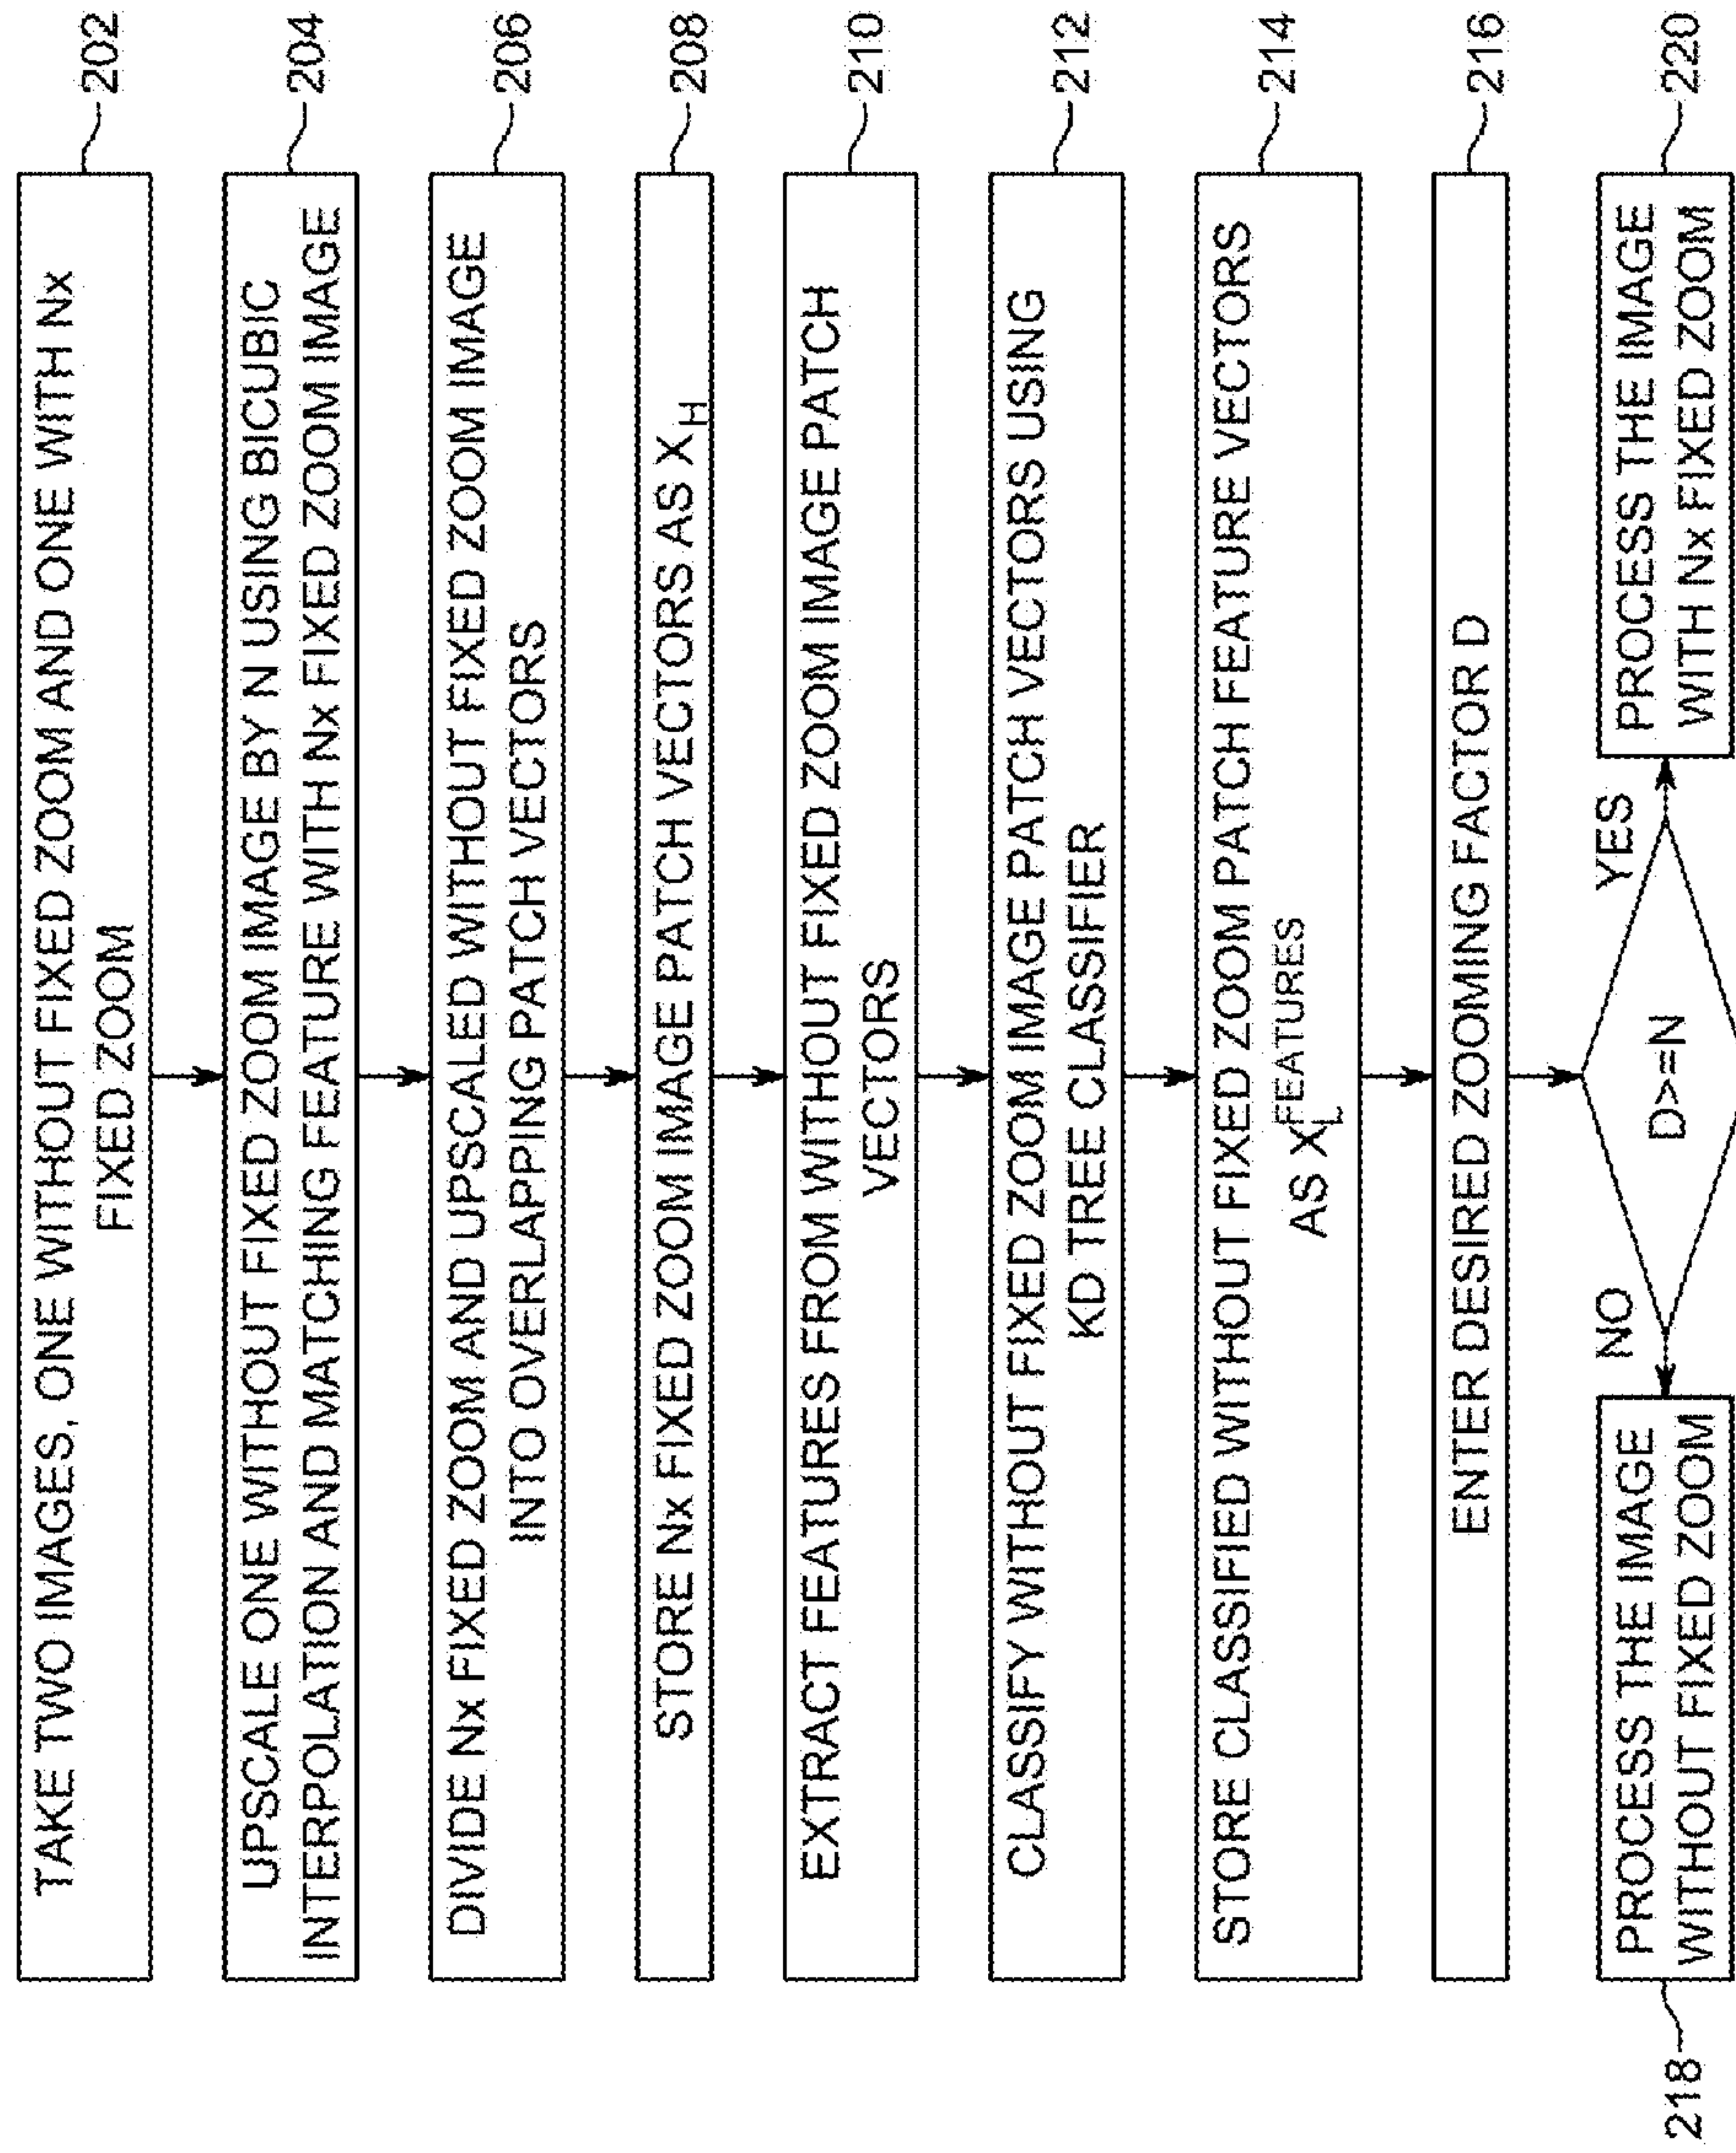 TAKE TWO IMAGES, ONE WITHOUT FIXED ZOOM AND ONE WITH Nx
FIXED ZOOM
202
UPSCALE ONE WITHOUT FIXED ZOOM IMAGE BY N USING BICUBIC
INTERPOLATION AND MATCHING FEATURE WITH Nx FIXED ZOOM IMAGE
204
DIVIDE Nx FIXED ZOOM AND UPSCALED WITHOUT FIXED ZOOM IMAGE
INTO OVERLAPPING PATCH VECTORS
206
STORE Nx FIXED ZOOM IMAGE PATCH VECTORS AS XH
208
EXTRACT FEATURES FROM WITHOUT FIXED ZOOM IMAGE PATCH
VECTORS
210
CLASSIFY WITHOUT FIXED ZOOM IMAGE PATCH VECTORS USING
KD TREE CLASSIFIER
212
STORE CLASSIFIED WITHOUT FIXED ZOOM PATCH FEATURE VECTORS
AS XL FEATURES
214
ENTER DESIRED ZOOMING FACTOR D
216
D>=N
NO
YES
218
PROCESS THE IMAGE
WITHOUT FIXED ZOOM
PROCESS THE IMAGE
WITH Nx FIXED ZOOM
220